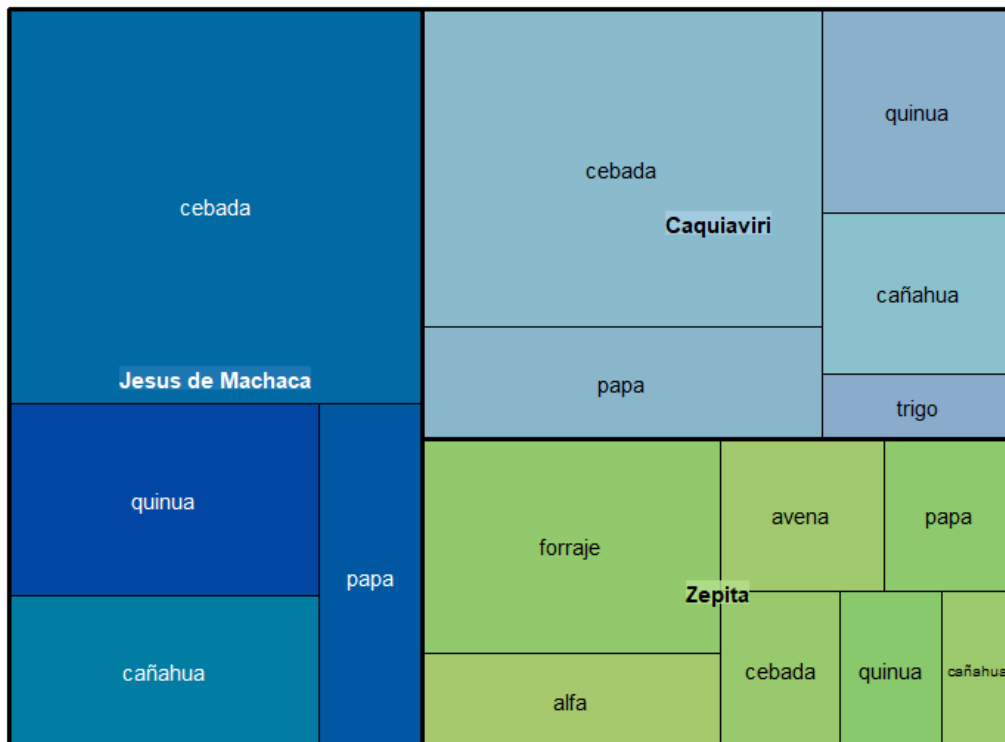 cebada
Jesus de Machaca
quinua
papa
cañahua
cebada
quinua
Caquiaviri
cañahua
papa
trigo
forraje
avena
papa
Zepita
alfa
cebada
quinua
cañahua